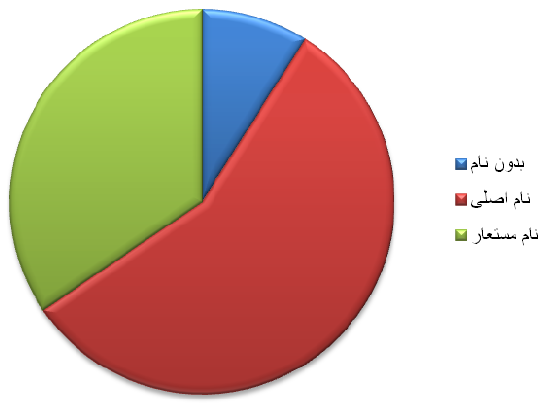 بدون نام
نام اصلی
نام مستعار